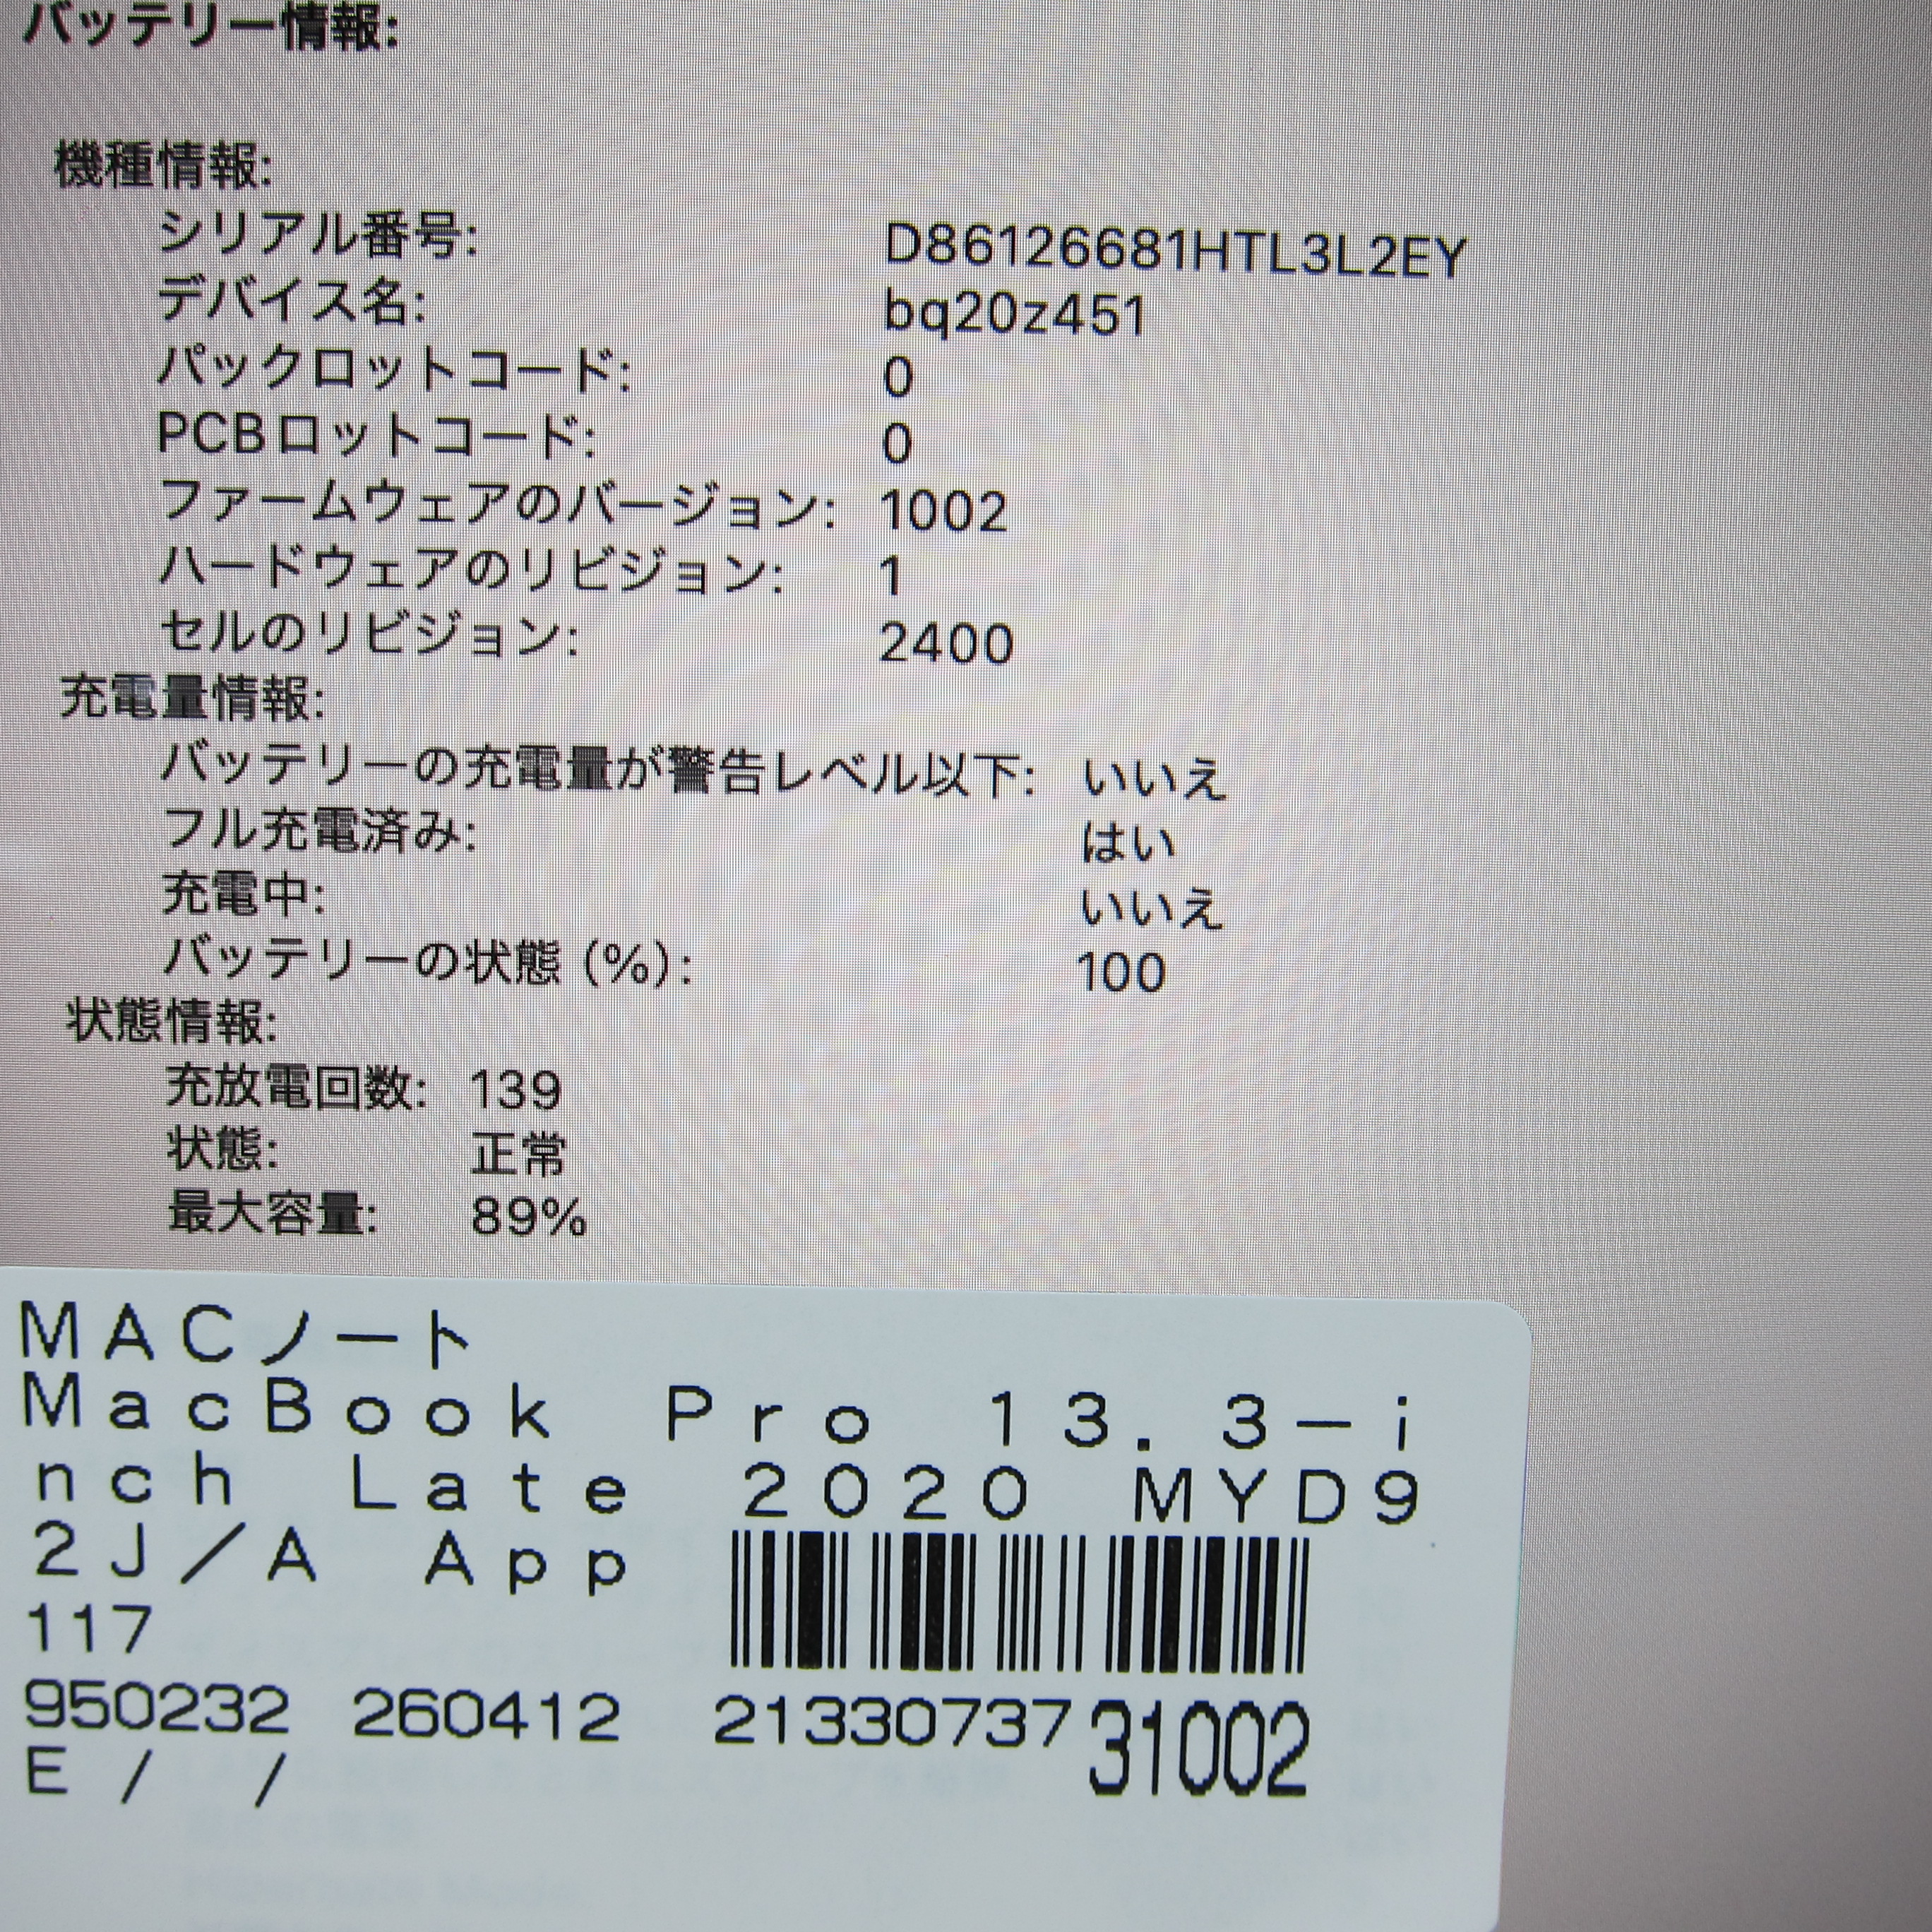 バッテリー情報:
機種情報:
シリアル番号: D86126681HTL3L2EY
デバイス名: bq20z451
パックロットコード: 0
PCBロットコード: 0
ファームウェアのバージョン: 1002
ハードウェアのリビジョン: 1
セルのリビジョン: 2400
充電量情報:
バッテリーの充電量が警告レベル以下: いいえ
フル充電済み: はい
充電中: いいえ
バッテリーの状態 (%): 100
状態情報:
充放電回数: 139
状態: 正常
最大容量: 89%
MACノート
MacBook Pro 13.3-i
nch Late 2020 MYD9
2J/A App
117
950232 260412 21330737 31002
E / /